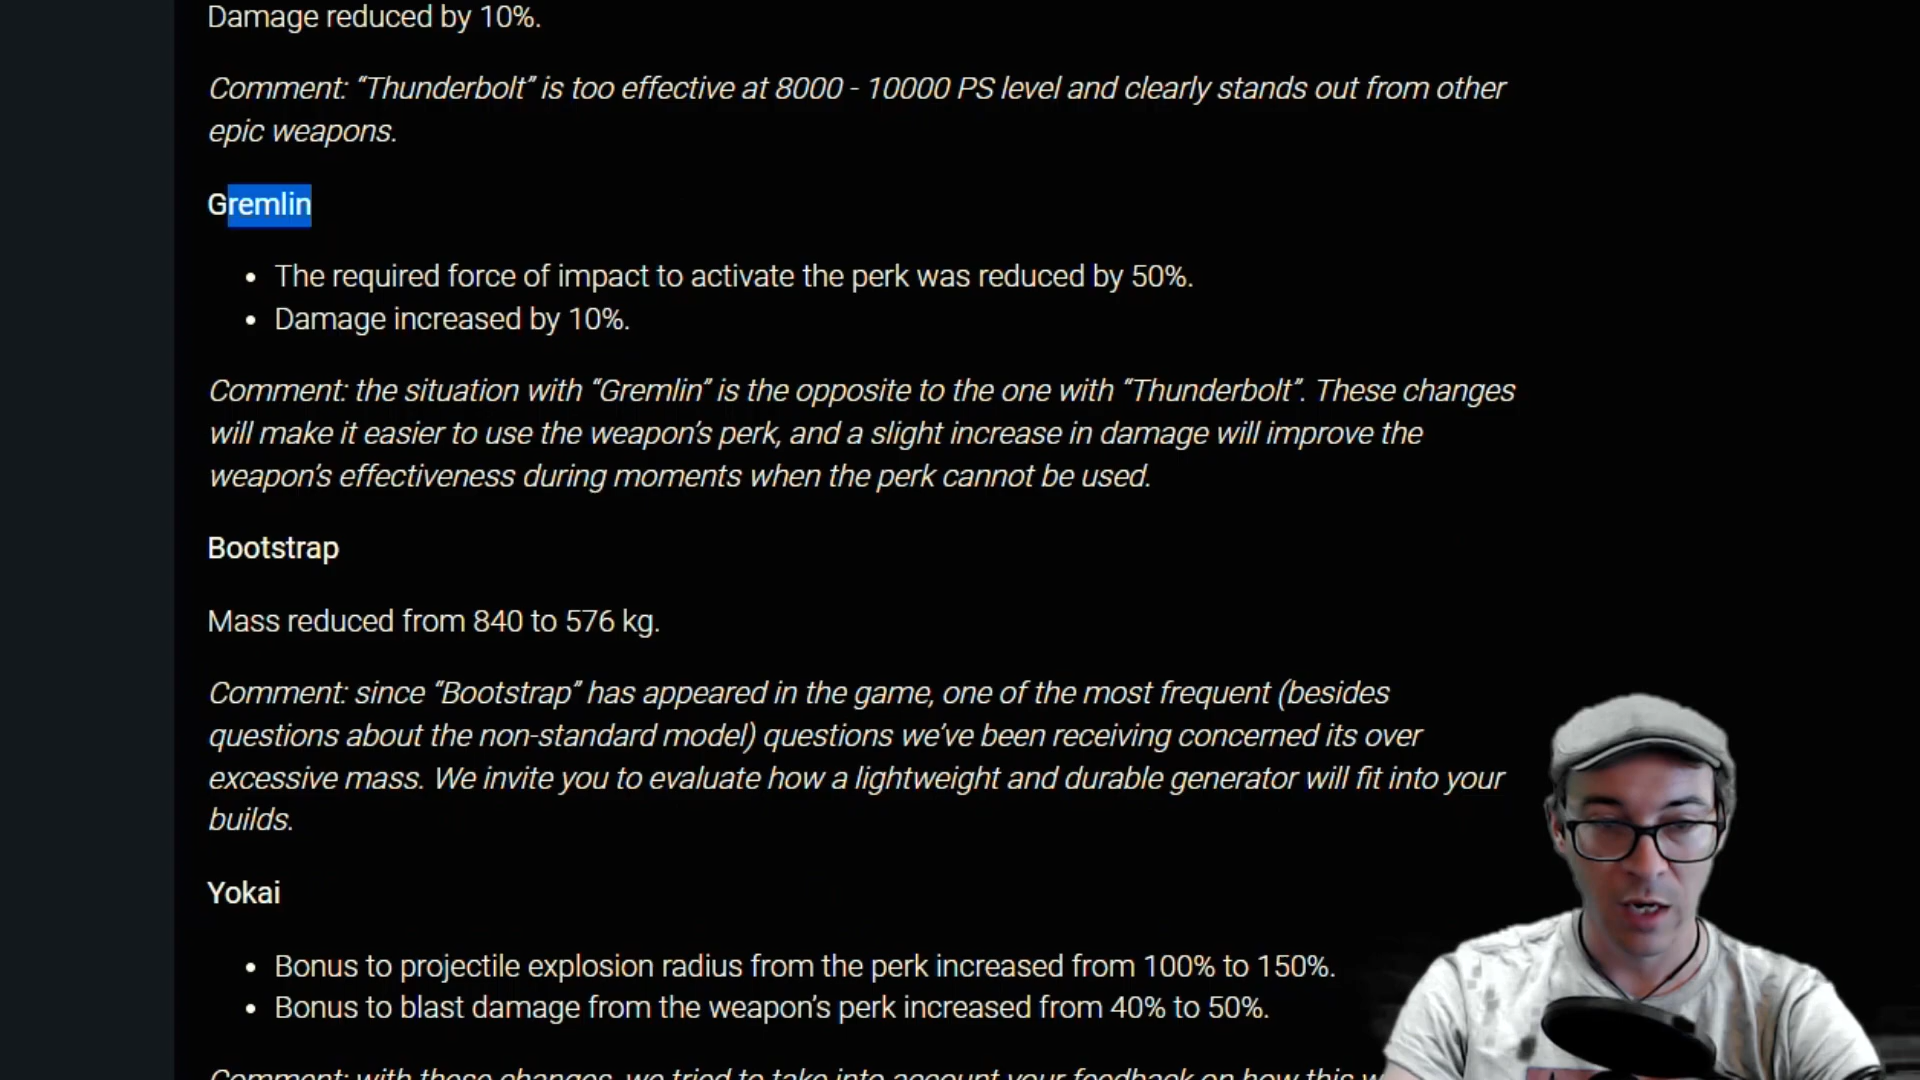 Damage reduced by 10%.
Comment: “Thunderbolt” is too effective at 8000 - 10000 PS level and clearly stands out from other
epic weapons.
Gremlin
• The required force of impact to activate the perk was reduced by 50%.
• Damage increased by 10%.
Comment: the situation with “Gremlin” is the opposite to the one with “Thunderbolt”. These changes
will make it easier to use the weapon’s perk, and a slight increase in damage will improve the
weapon’s effectiveness during moments when the perk cannot be used.
Bootstrap
Mass reduced from 840 to 576 kg.
Comment: since “Bootstrap” has appeared in the game, one of the most frequent (besides
questions about the non-standard model) questions we’ve been receiving concerned its over
excessive mass. We invite you to evaluate how a lightweight and durable generator will fit into your
builds.
Yokai
• Bonus to projectile explosion radius from the perk increased from 100% to 150%.
• Bonus to blast damage from the weapon’s perk increased from 40% to 50%.
Comment: with these changes, we tried to take into account your feedback on how this